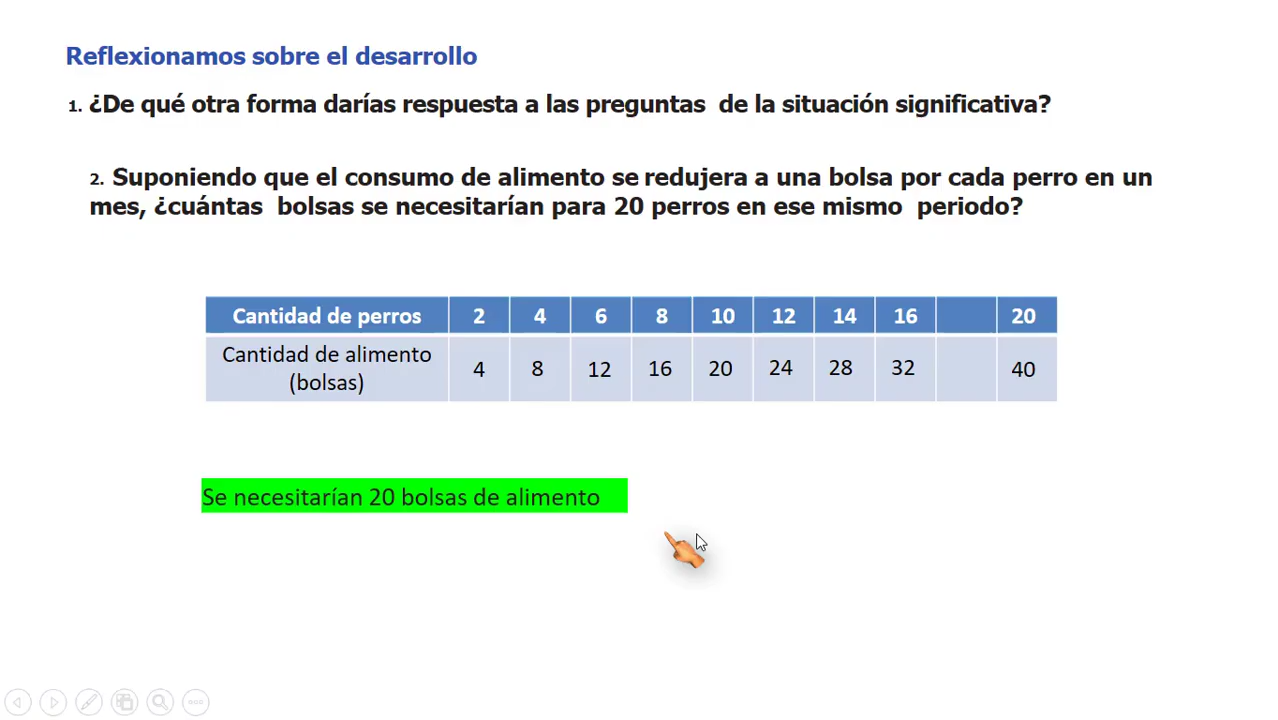 Reflexionamos sobre el desarrollo
1. ¿De qué otra forma darías respuesta a las preguntas de la situación significativa?
2. Suponiendo que el consumo de alimento se redujera a una bolsa por cada perro en un
mes, ¿cuántas bolsas se necesitarían para 20 perros en ese mismo periodo?
Cantidad de perros 2 4 6 8 10 12 14 16 20
Cantidad de alimento
(bolsas) 4 8 12 16 20 24 28 32 40
Se necesitarían 20 bolsas de alimento